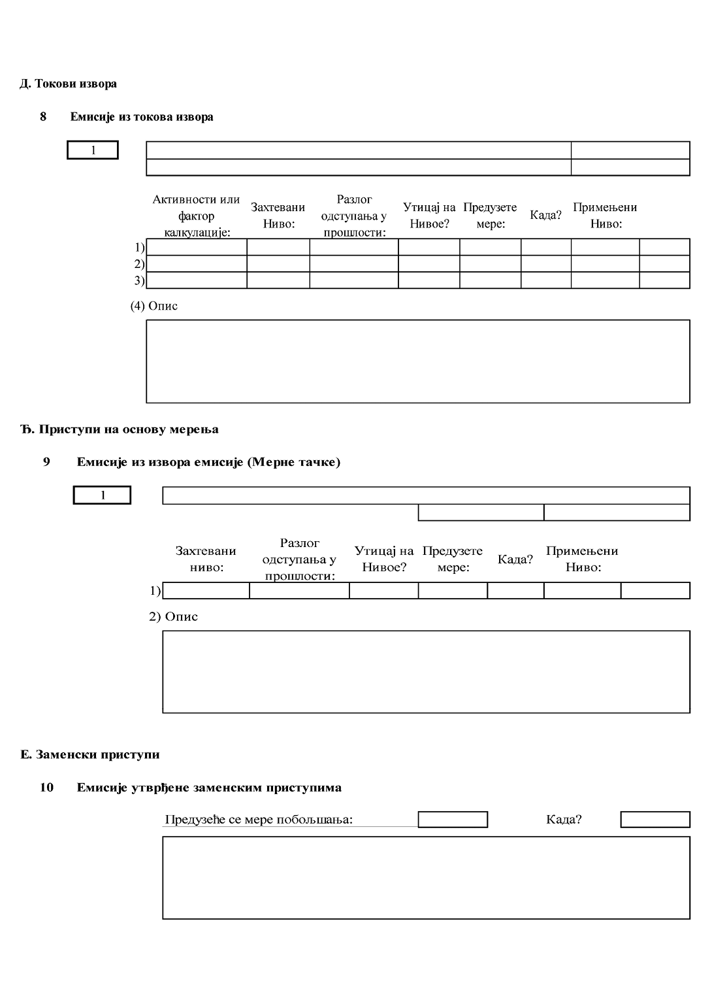 Д. Токови извора
8 Емисије из токова извора
1
Активности или фактор калкулације: Захтевани Ниво: Разлог одступања у прошлости: Утицај на Нивое? Предузете мере: Када? Примењени Ниво:
1)
2)
3)
(4) Опис
Ђ. Приступи на основу мерења
9 Емисије из извора емисије (Мерне тачке)
1
Захтевани ниво: Разлог одступања у прошлости: Утицај на Нивое? Предузете мере: Када? Примењени Ниво:
1)
2) Опис
Е. Заменски приступи
10 Емисије утврђене заменским приступима
Предузеће се мере побољшања: Када?